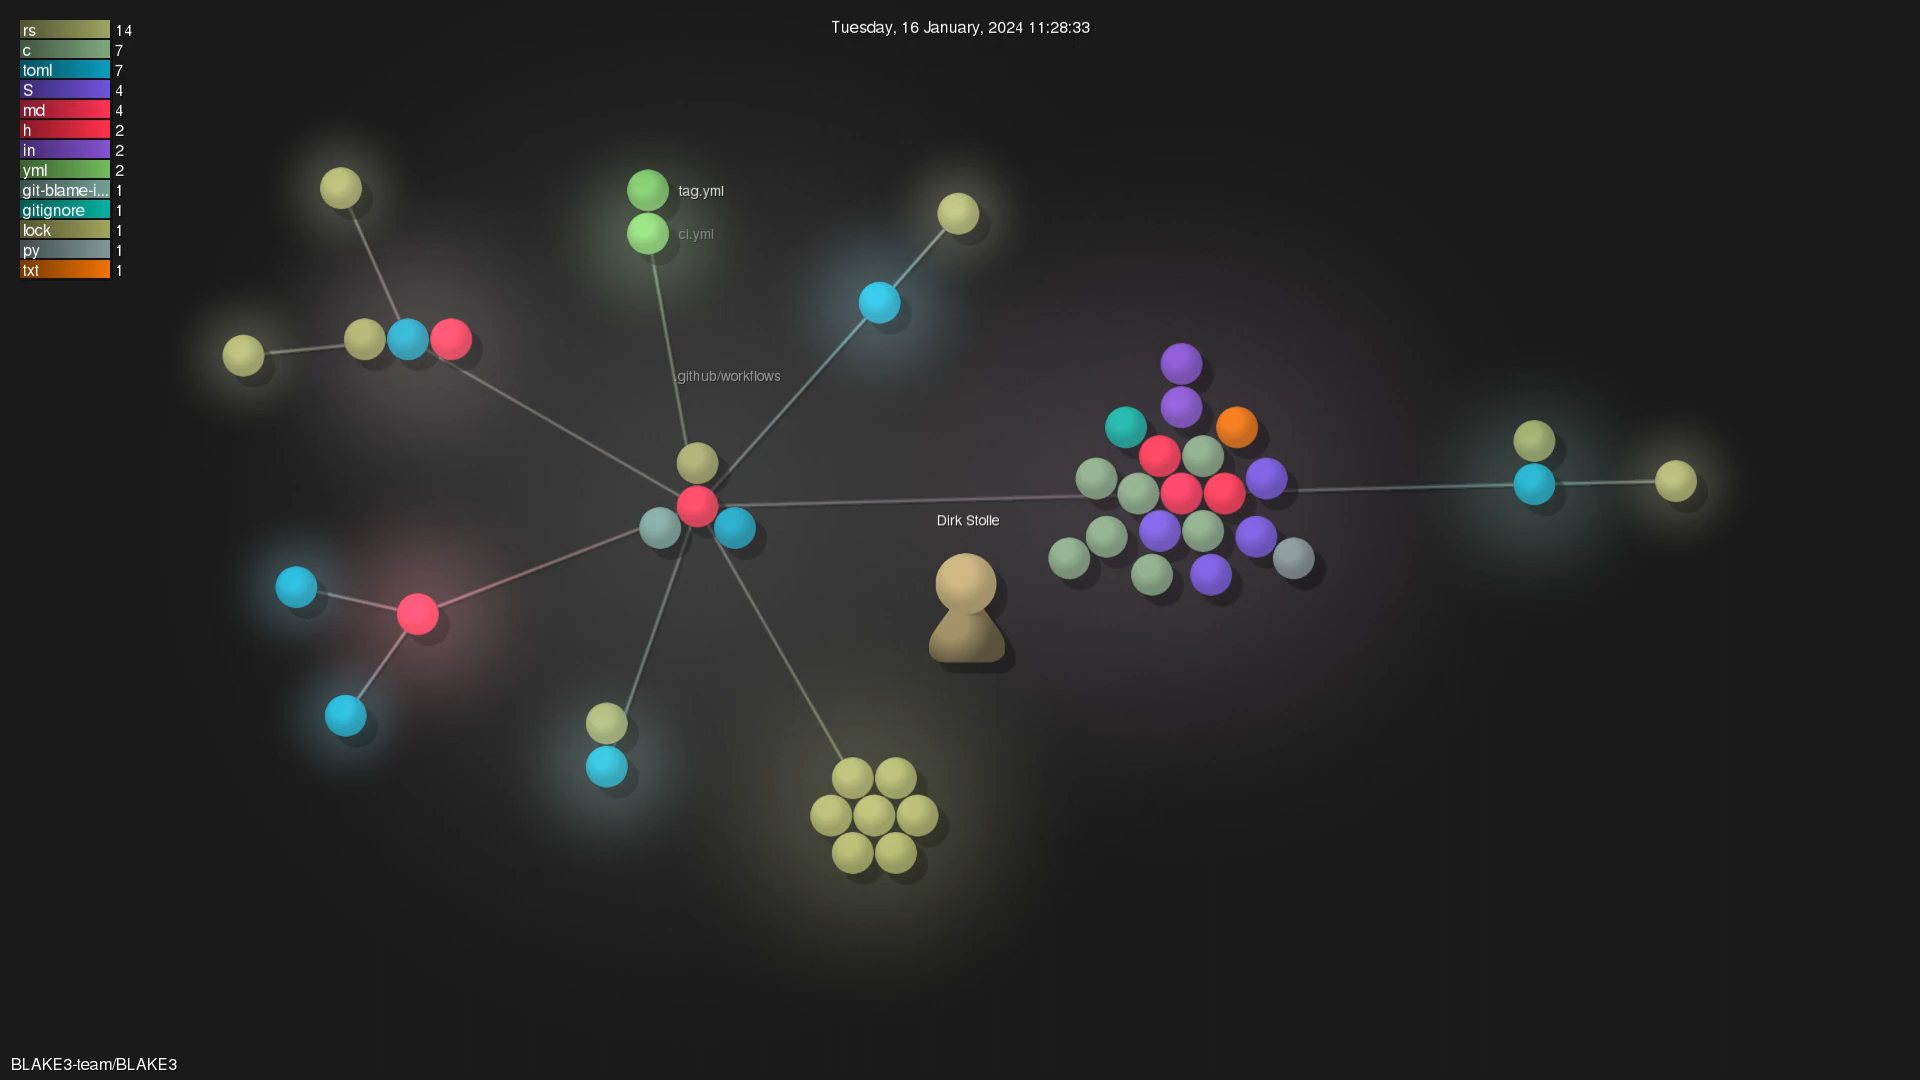 Tuesday, 16 January, 2024 11:28:33
rs 14
c 7
toml 7
S 4
md 4
h 2
in 2
yml 2
git-blame-i... 1
gitignore 1
lock 1
py 1
txt 1
tag.yml
ci.yml
.github/workflows
Dirk Stolle
BLAKE3-team/BLAKE3